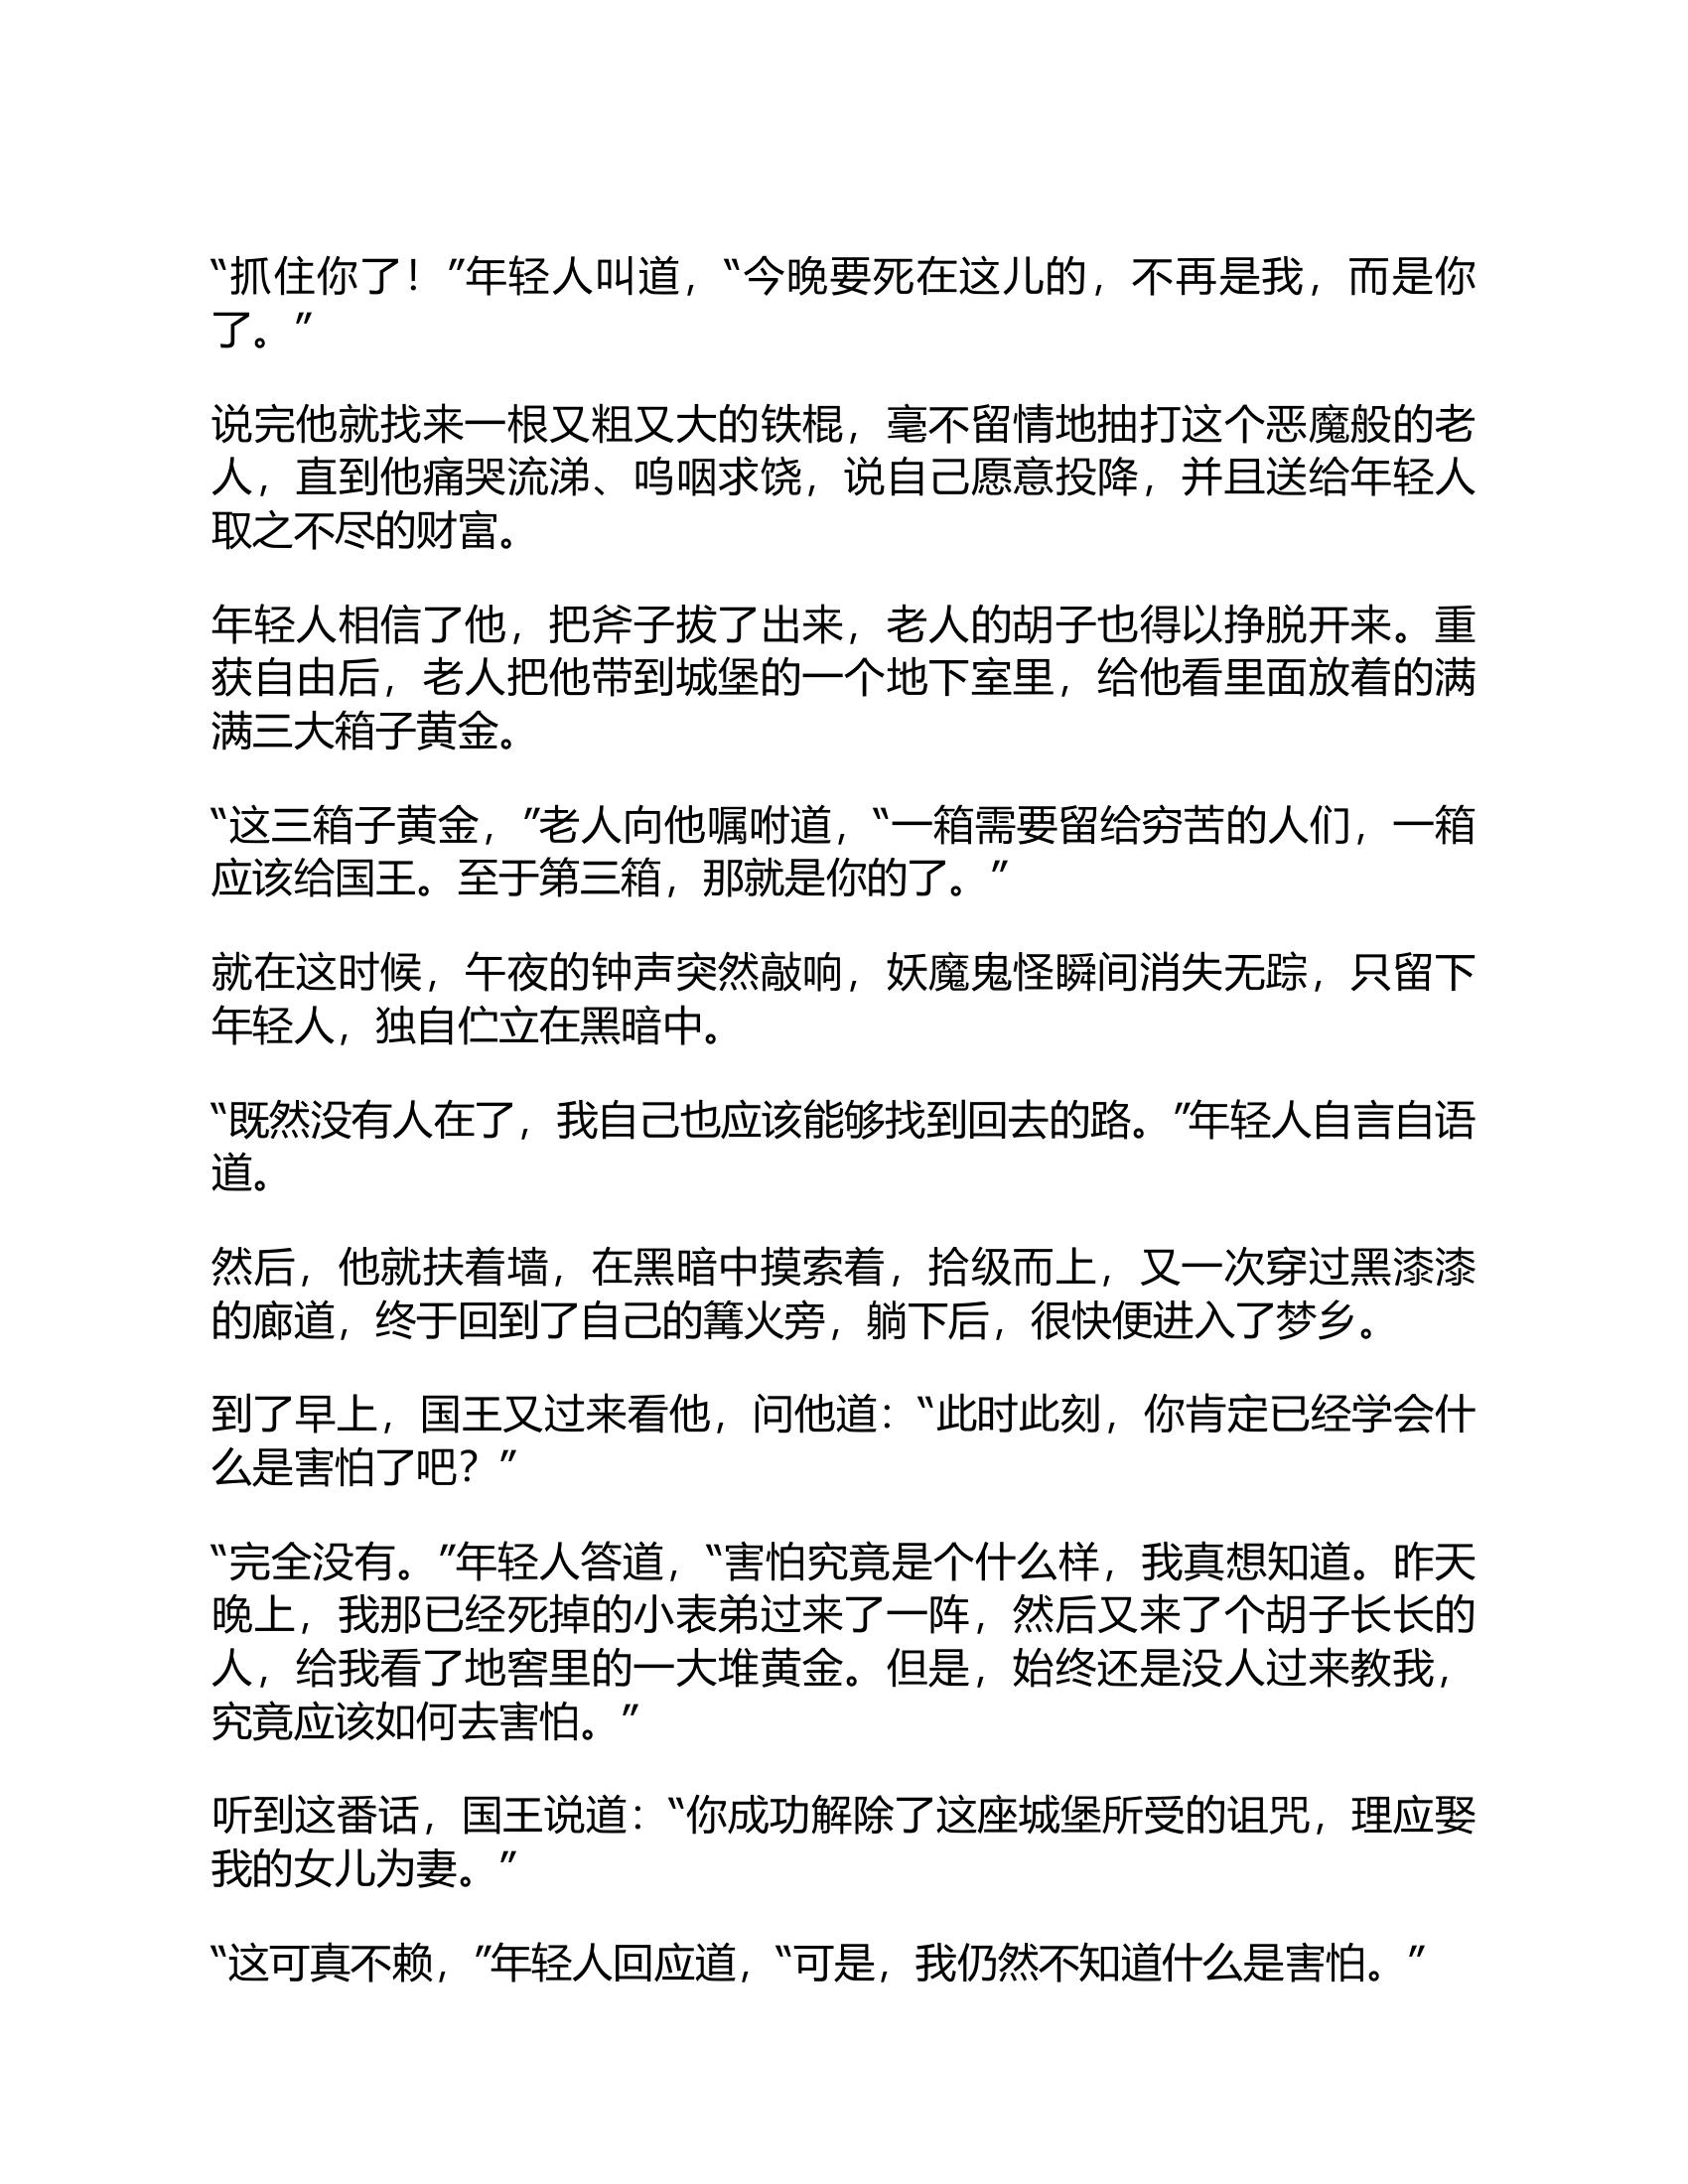 “抓住你了！”年轻人叫道，“今晚要死在这儿的，不再是我，而是你
了。”
说完他就找来一根又粗又大的铁棍，毫不留情地抽打这个恶魔般的老
人，直到他痛哭流涕、呜咽求饶，说自己愿意投降，并且送给年轻人
取之不尽的财富。
年轻人相信了他，把斧子拔了出来，老人的胡子也得以挣脱开来。重
获自由后，老人把他带到城堡的一个地下室里，给他看里面放着的满
满三大箱子黄金。
“这三箱子黄金，”老人向他嘱咐道，“一箱需要留给穷苦的人们，一箱
应该给国王。至于第三箱，那就是你的了。”
就在这时候，午夜的钟声突然敲响，妖魔鬼怪瞬间消失无踪，只留下
年轻人，独自伫立在黑暗中。
“既然没有人在了，我自己也应该能够找到回去的路。”年轻人自言自语
道。
然后，他就扶着墙，在黑暗中摸索着，拾级而上，又一次穿过黑漆漆
的廊道，终于回到了自己的篝火旁，躺下后，很快便进入了梦乡。
到了早上，国王又过来看他，问他道：“此时此刻，你肯定已经学会什
么是害怕了吧？”
“完全没有。”年轻人答道，“害怕究竟是个什么样，我真想知道。昨天
晚上，我那已经死掉的小表弟过来了一阵，然后又来了个胡子长长的
人，给我看了地窖里的一大堆黄金。但是，始终还是没人过来教我，
究竟应该如何去害怕。”
听到这番话，国王说道：“你成功解除了这座城堡所受的诅咒，理应娶
我的女儿为妻。”
“这可真不赖，”年轻人回应道，“可是，我仍然不知道什么是害怕。”